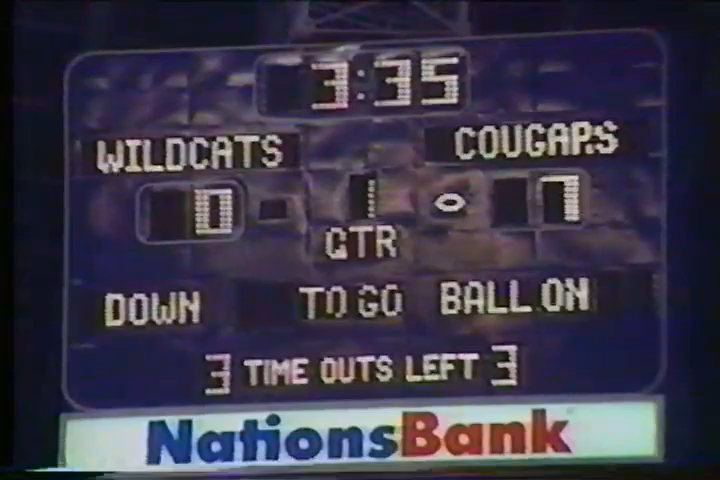 3:35
WILDCATS COUGARS
0 1 7
QTR
DOWN TO GO BALL ON
3 TIME OUTS LEFT 3
NationsBank